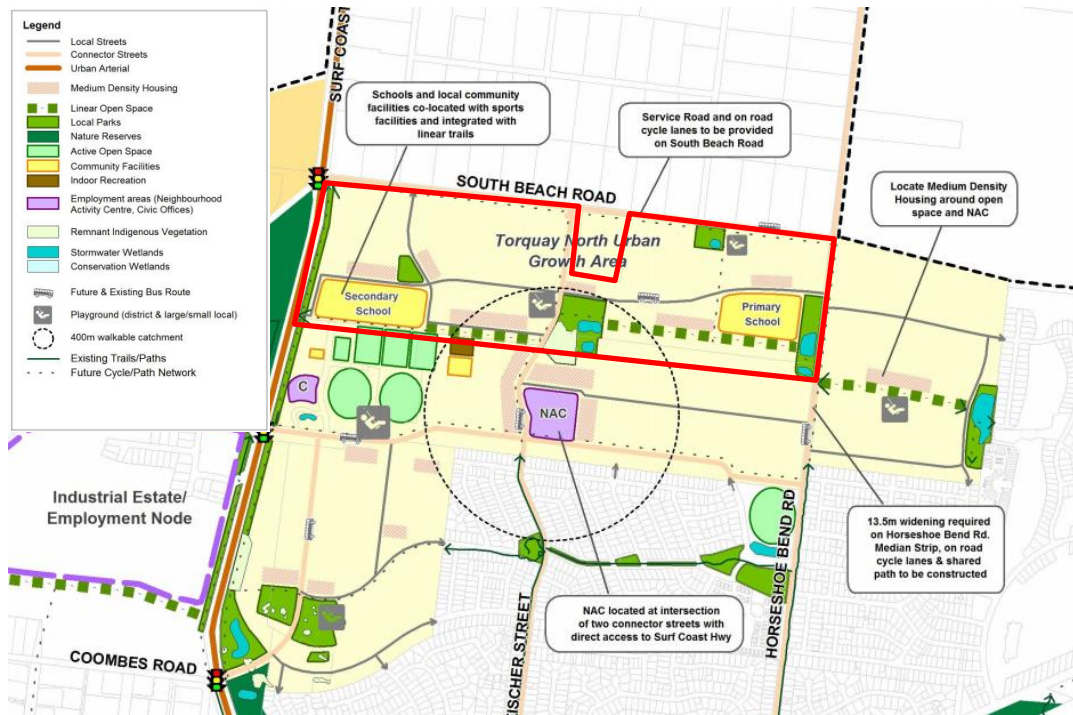 Legend
Local Streets
Connector Streets
Urban Arterial
Medium Density Housing
Linear Open Space
Local Parks
Nature Reserves
Active Open Space
Community Facilities
Indoor Recreation
Employment areas (Neighbourhood
Activity Centre, Civic Offices)
Remnant Indigenous Vegetation
Stormwater Wetlands
Conservation Wetlands
Future & Existing Bus Route
Playground (district & large/small local)
400m walkable catchment
Existing Trails/Paths
Future Cycle/Path Network
SURF COAST
Schools and local community
facilities co-located with sports
facilities and integrated with
linear trails
Service Road and on road
cycle lanes to be provided
on South Beach Road
SOUTH BEACH ROAD
Locate Medium Density
Housing around open
space and NAC
Torquay North Urban
Growth Area
Secondary
School
Primary
School
C
NAC
Industrial Estate/
Employment Node
13.5m widening required
on Horseshoe Bend Rd.
Median Strip, on road
cycle lanes & shared
path to be constructed
HORSESHOE BEND RD
NAC located at intersection
of two connector streets with
direct access to Surf Coast Hwy
COOMBES ROAD
ISCHER STREET